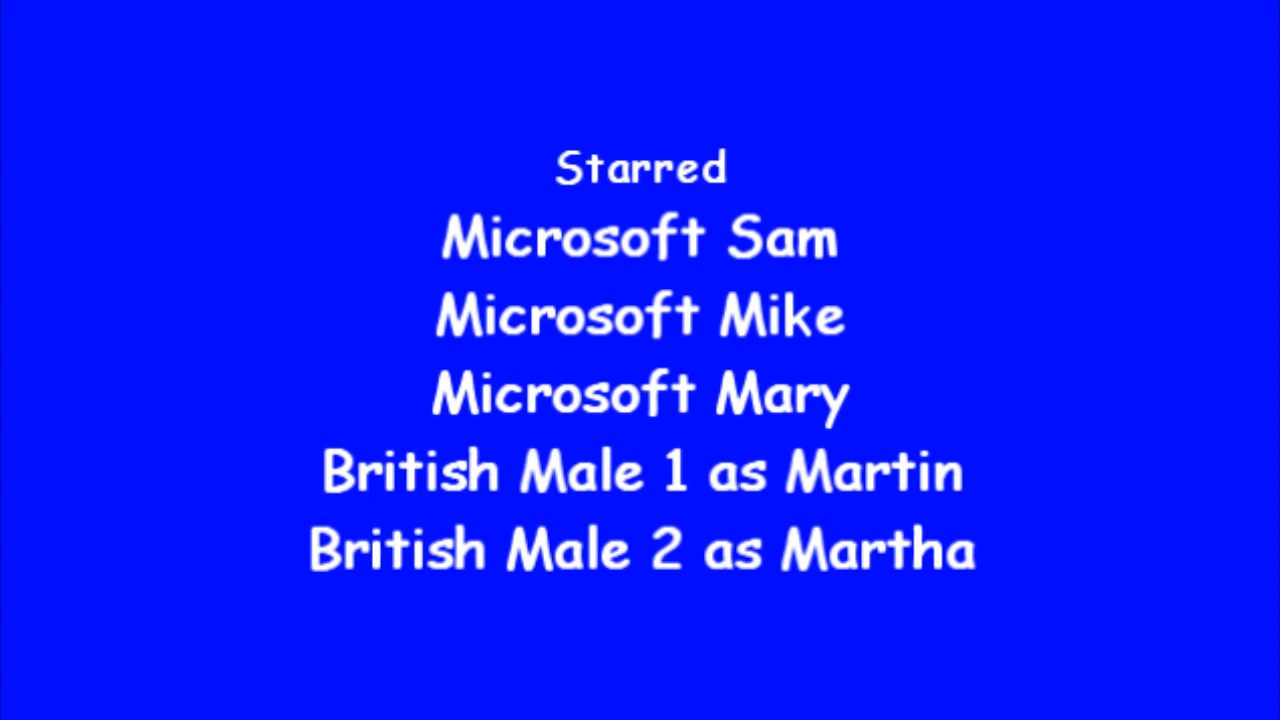 Starred
Microsoft Sam
Microsoft Mike
Microsoft Mary
British Male 1 as Martin
British Male 2 as Martha